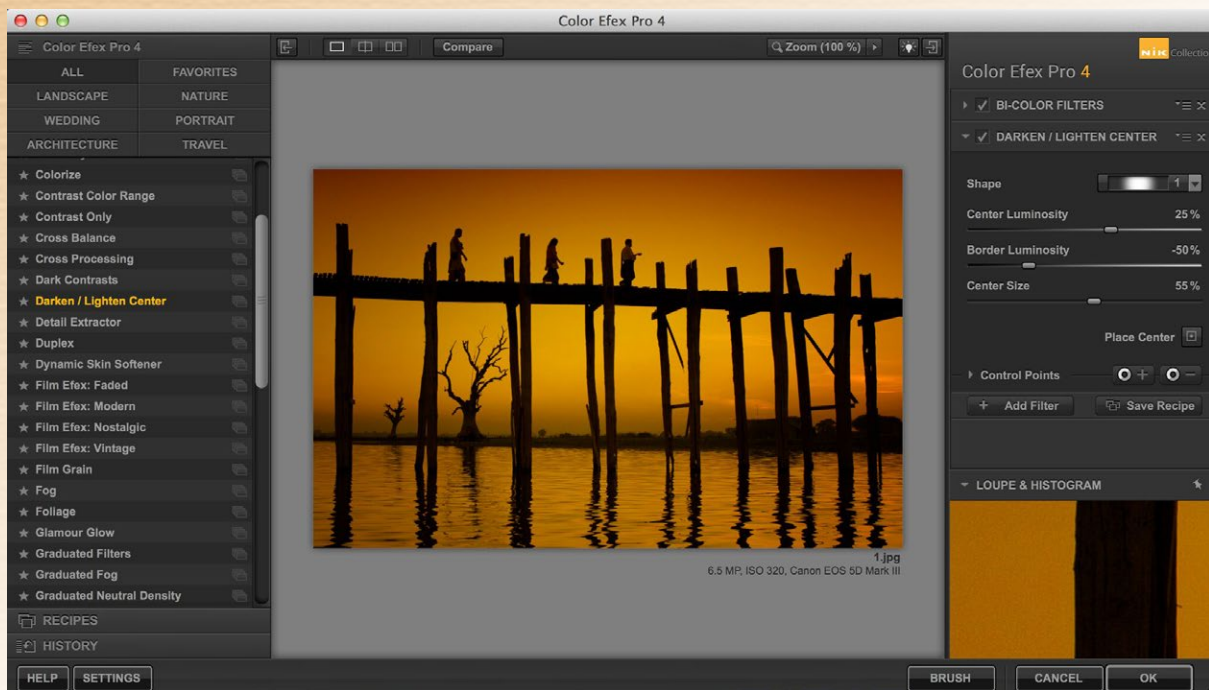 Color Efex Pro 4
Color Efex Pro 4
ALL FAVORITES
LANDSCAPE NATURE
WEDDING PORTRAIT
ARCHITECTURE TRAVEL
Colorize
Contrast Color Range
Contrast Only
Cross Balance
Cross Processing
Dark Contrasts
Darken / Lighten Center
Detail Extractor
Duplex
Dynamic Skin Softener
Film Efex: Faded
Film Efex: Modern
Film Efex: Nostalgic
Film Efex: Vintage
Film Grain
Fog
Foliage
Glamour Glow
Graduated Filters
Graduated Fog
Graduated Neutral Density
RECIPES
HISTORY
HELP SETTINGS
Compare
Zoom (100 %)
1.jpg
6.5 MP, ISO 320, Canon EOS 5D Mark III
nik Collection
Color Efex Pro 4
BI-COLOR FILTERS
DARKEN / LIGHTEN CENTER
Shape 1
Center Luminosity 25 %
Border Luminosity -50 %
Center Size 55 %
Place Center
Control Points
+ Add Filter Save Recipe
LOUPE & HISTOGRAM
BRUSH CANCEL OK